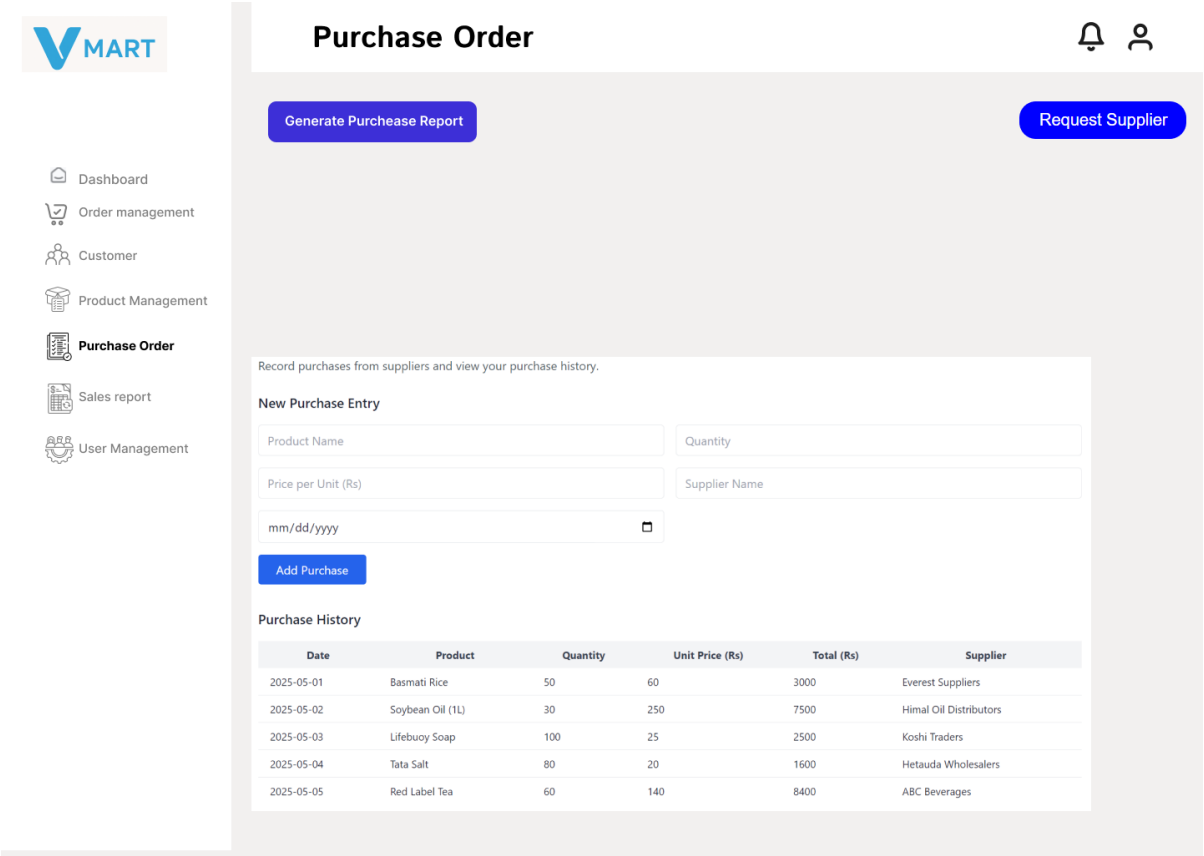 V MART
Purchase Order
Generate Purchease Report
Request Supplier
Dashboard
Order management
Customer
Product Management
Purchase Order
Sales report
User Management
Record purchases from suppliers and view your purchase history.
New Purchase Entry
Product Name Quantity
Price per Unit (Rs) Supplier Name
mm/dd/yyyy
Add Purchase
Purchase History
Date Product Quantity Unit Price (Rs) Total (Rs) Supplier
2025-05-01 Basmati Rice 50 60 3000 Everest Suppliers
2025-05-02 Soybean Oil (1L) 30 250 7500 Himal Oil Distributors
2025-05-03 Lifebuoy Soap 100 25 2500 Koshi Traders
2025-05-04 Tata Salt 80 20 1600 Hetauda Wholesalers
2025-05-05 Red Label Tea 60 140 8400 ABC Beverages